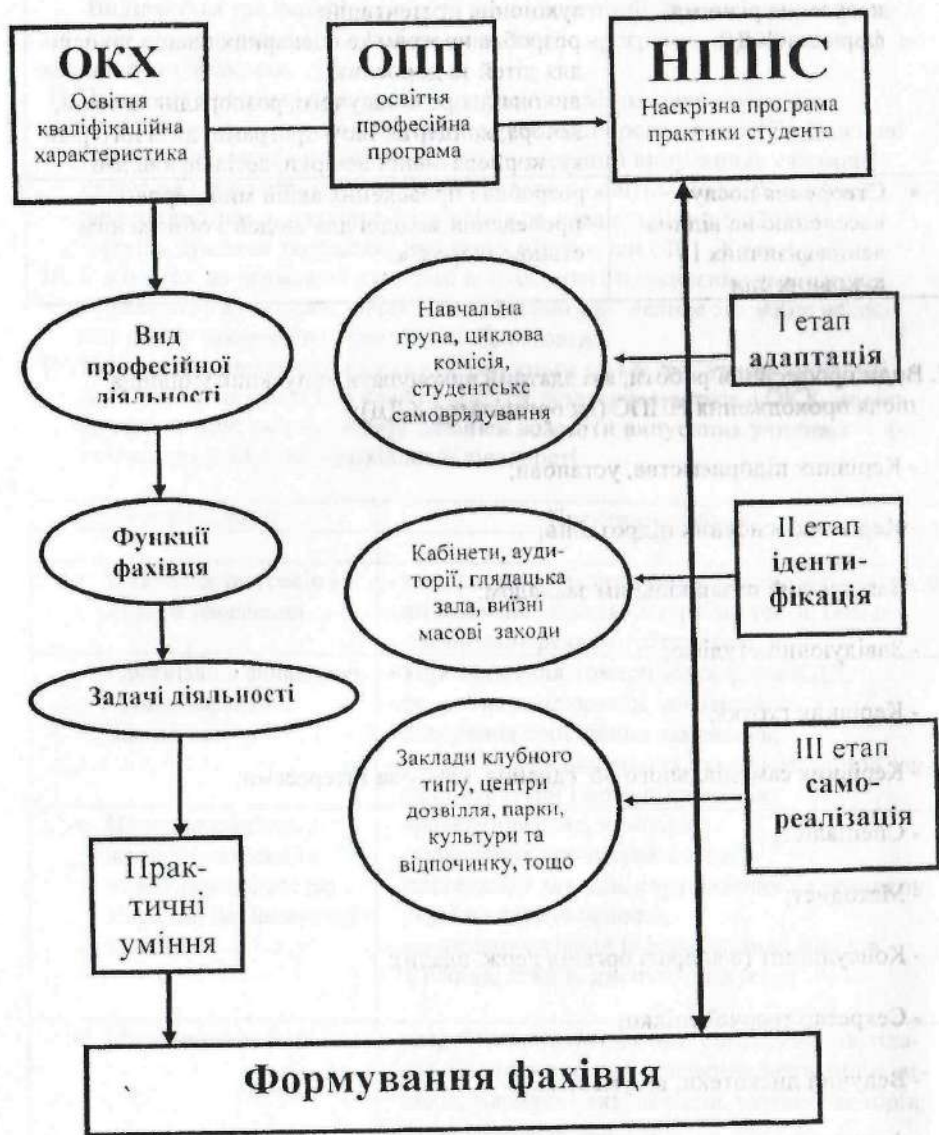 ОКХ
Освітня
кваліфікаційна
характеристика
ОПП
освітня
професійна
програма
НППС
Наскрізна програма
практики студента
Вид
професійної
діяльності
Навчальна
група, циклова
комісія,
студентське
самоврядування
І етап
адаптація
Функції
фахівця
Кабінети, ауди-
торії, глядацька
зала, виїзні
масові заходи
ІІ етап
іденти-
фікація
Задачі діяльності
Заклади клубного
типу, центри
дозвілля, парки,
культури та
відпочинку, тощо
ІІІ етап
само-
реалізація
Прак-
тичні
уміння
Формування фахівця